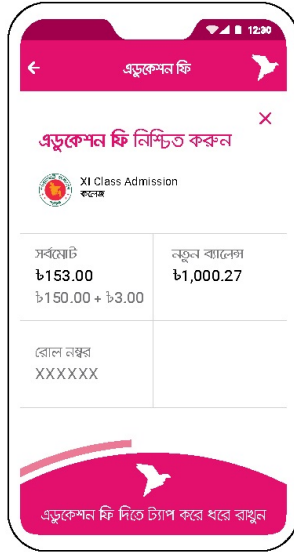 12:30
এডুকেশন ফি
এডুকেশন ফি নিশ্চিত করুন
XI Class Admission
কলেজ
সর্বমোট
৳153.00
৳150.00 + ৳3.00
নতুন ব্যালেন্স
৳1,000.27
রোল নম্বর
XXXXXX
এডুকেশন ফি দিতে ট্যাপ করে ধরে রাখুন